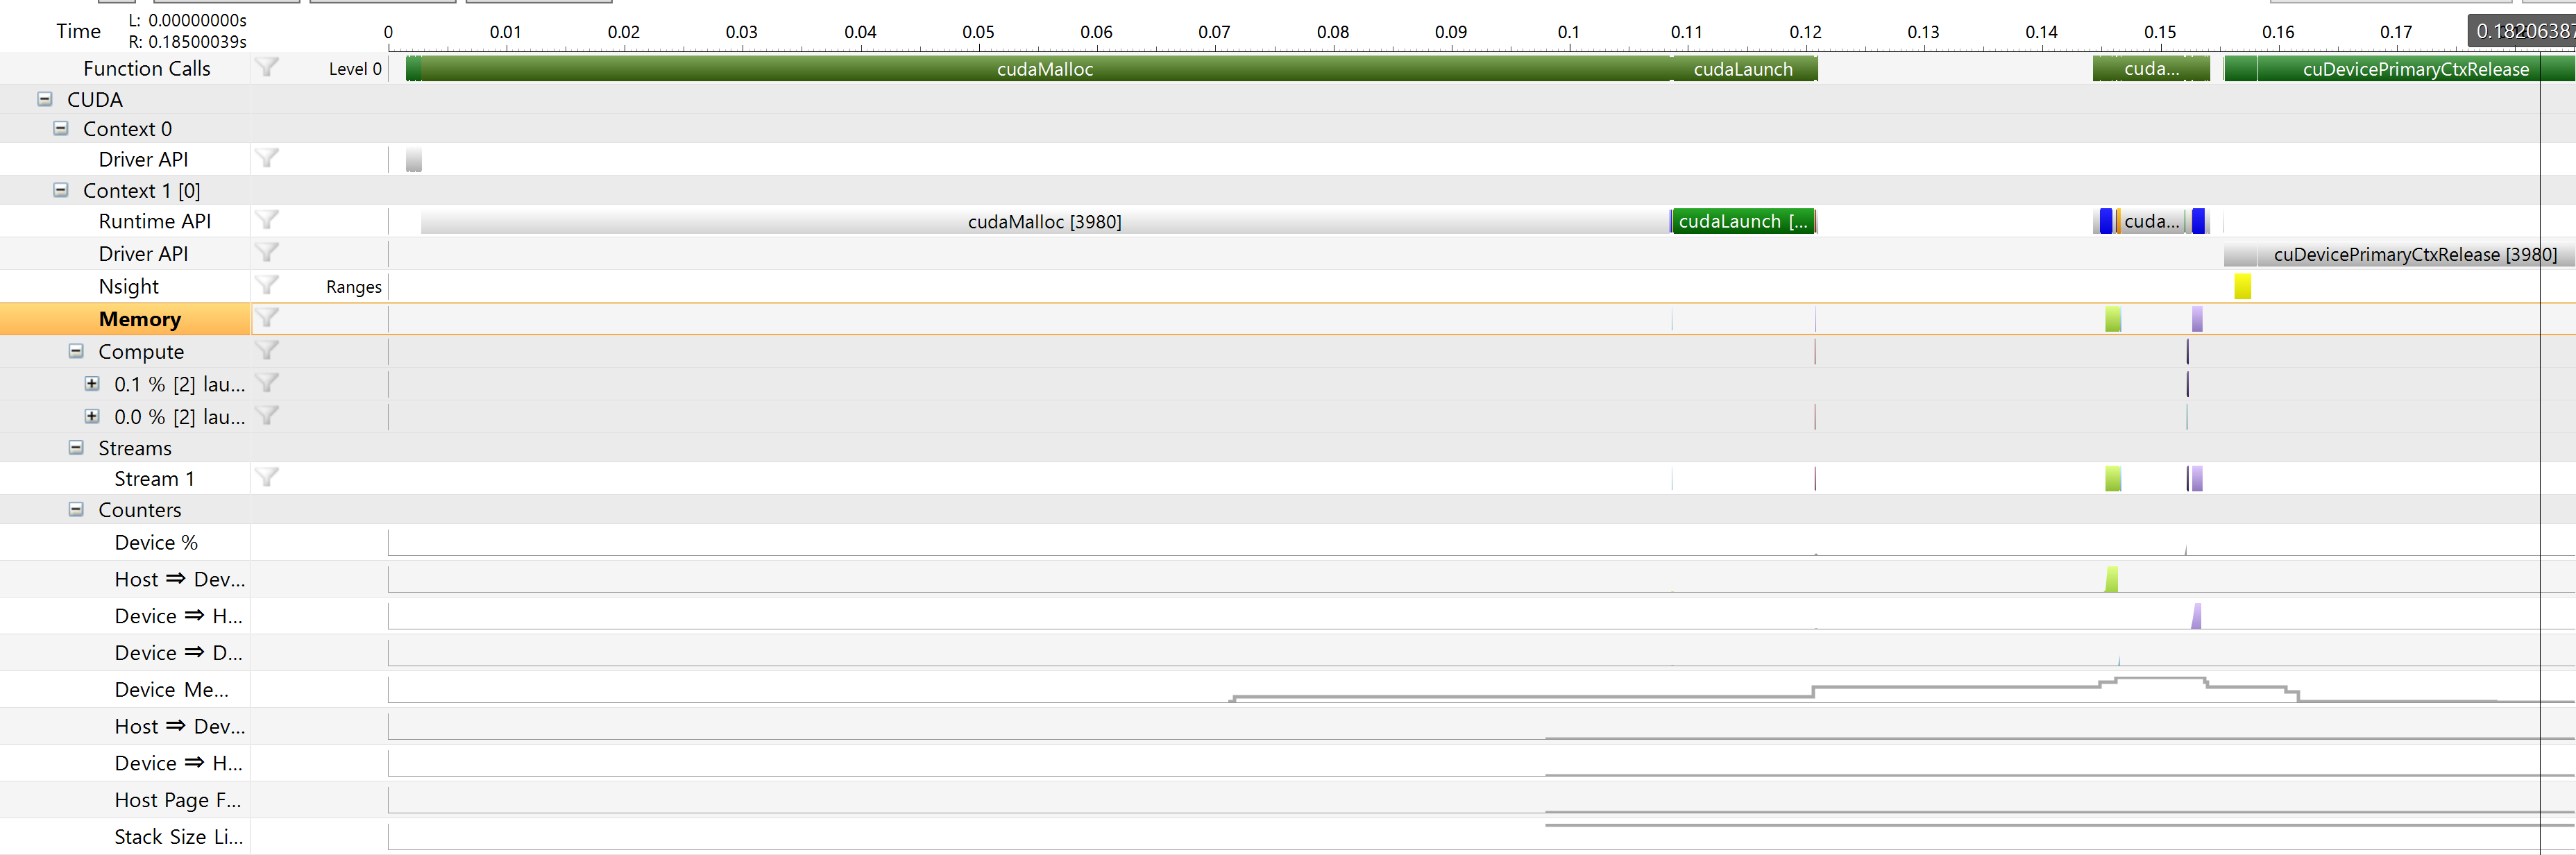 L: 0.00000000s
Time
R: 0.18500039s
0 0.01 0.02 0.03 0.04 0.05 0.06 0.07 0.08 0.09 0.1 0.11 0.12 0.13 0.14 0.15 0.16 0.17 0.1820638
Function Calls Level 0 cudaMalloc cudaLaunch cuda... cuDevicePrimaryCtxRelease
CUDA
Context 0
Driver API
Context 1 [0]
Runtime API cudaMalloc [3980] cudaLaunch [... cuda...
Driver API cuDevicePrimaryCtxRelease [3980]
Nsight Ranges
Memory
Compute
0.1 % [2] lau...
0.0 % [2] lau...
Streams
Stream 1
Counters
Device %
Host ⇒ Dev...
Device ⇒ H...
Device ⇒ D...
Device Me...
Host ⇒ Dev...
Device ⇒ H...
Host Page F...
Stack Size Li...